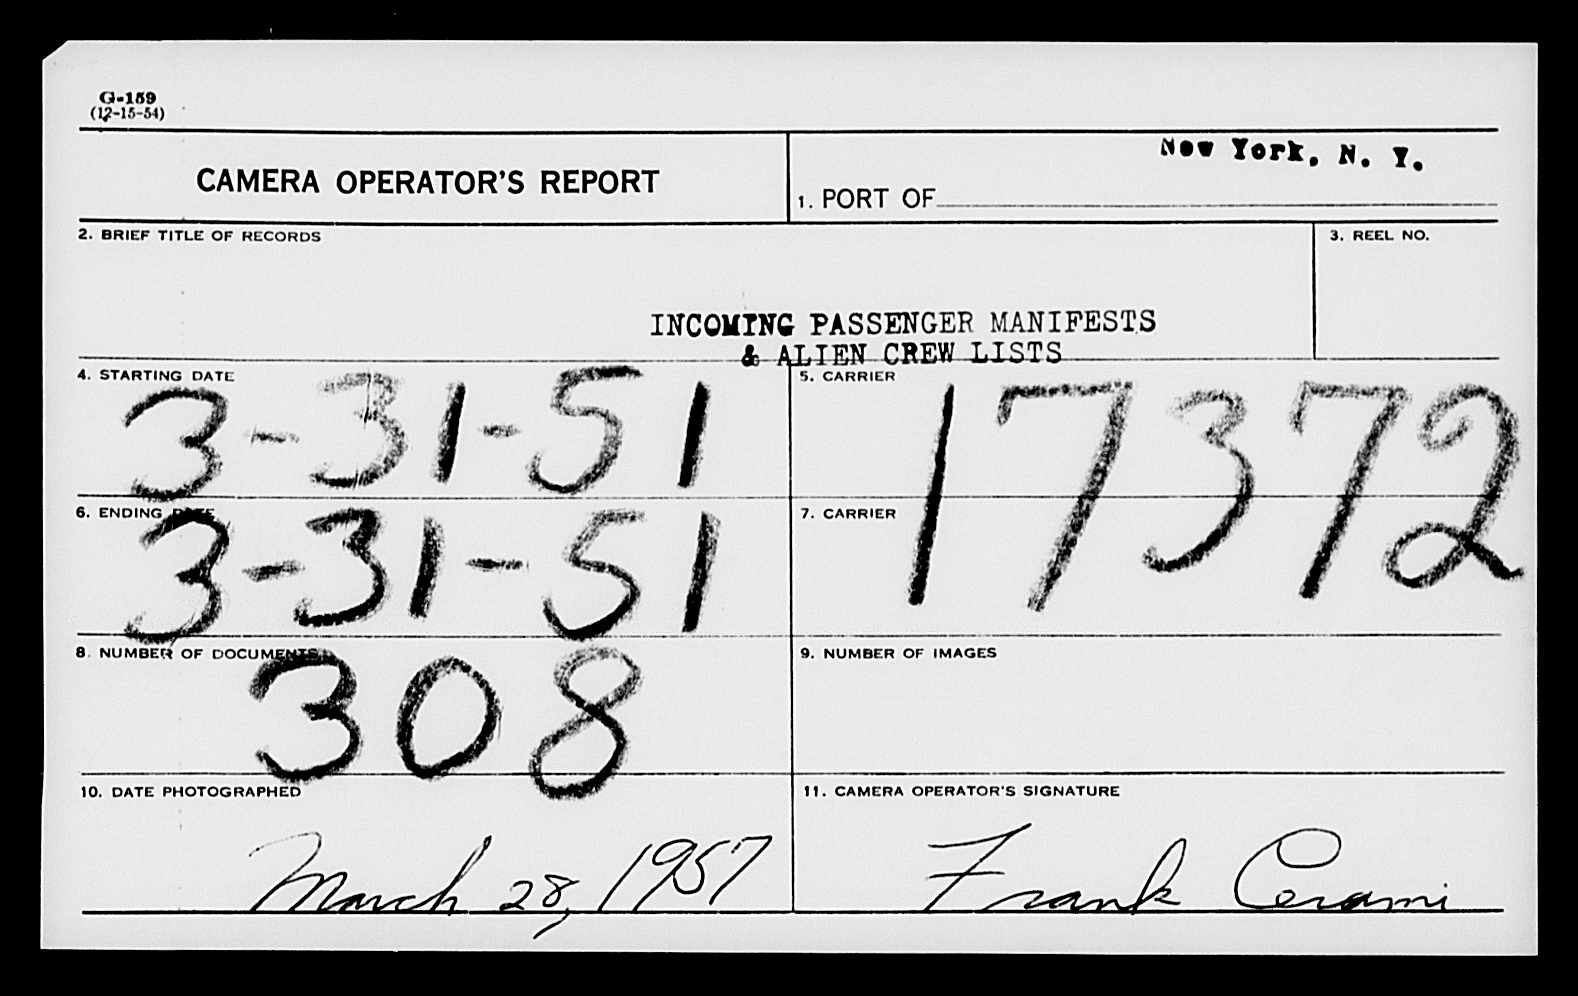 G-159
(12-15-54)
CAMERA OPERATOR'S REPORT
New York, N. Y.
1. PORT OF
2. BRIEF TITLE OF RECORDS
3. REEL NO.
INCOMING PASSENGER MANIFESTS
& ALIEN CREW LISTS
4. STARTING DATE
3-31-51
5. CARRIER
17372
6. ENDING DATE
3-31-51
7. CARRIER
8. NUMBER OF DOCUMENTS
308
9. NUMBER OF IMAGES
10. DATE PHOTOGRAPHED
March 28, 1957
11. CAMERA OPERATOR'S SIGNATURE
Frank Cerami